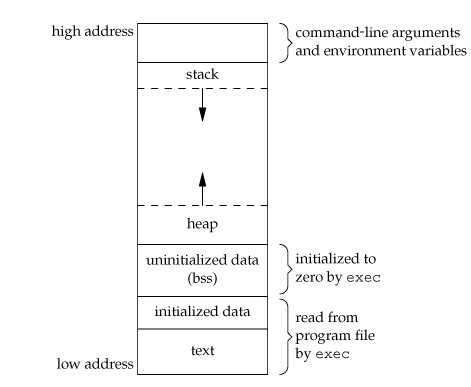 high address
command-line arguments
and environment variables
stack
heap
uninitialized data
(bss)
initialized to
zero by exec
initialized data
read from
program file
by exec
text
low address